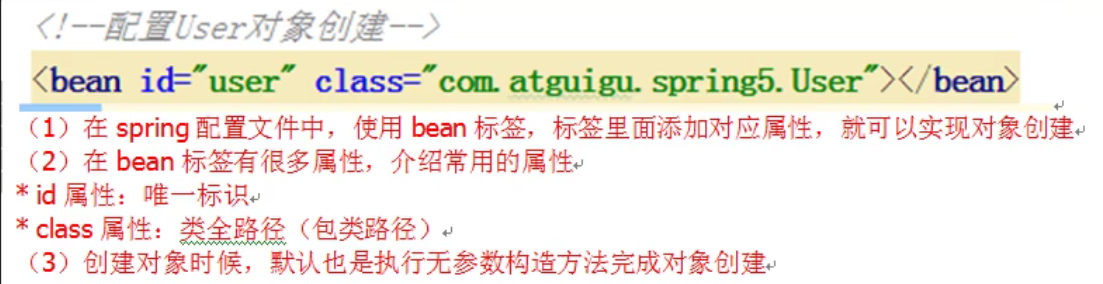 <!--配置User对象创建-->
<bean id="user" class="com.atguigu.spring5.User"></bean>
（1）在 spring 配置文件中，使用 bean 标签，标签里面添加对应属性，就可以实现对象创建
（2）在 bean 标签有很多属性，介绍常用的属性
* id 属性：唯一标识
* class 属性：类全路径（包类路径）
（3）创建对象时候，默认也是执行无参数构造方法完成对象创建